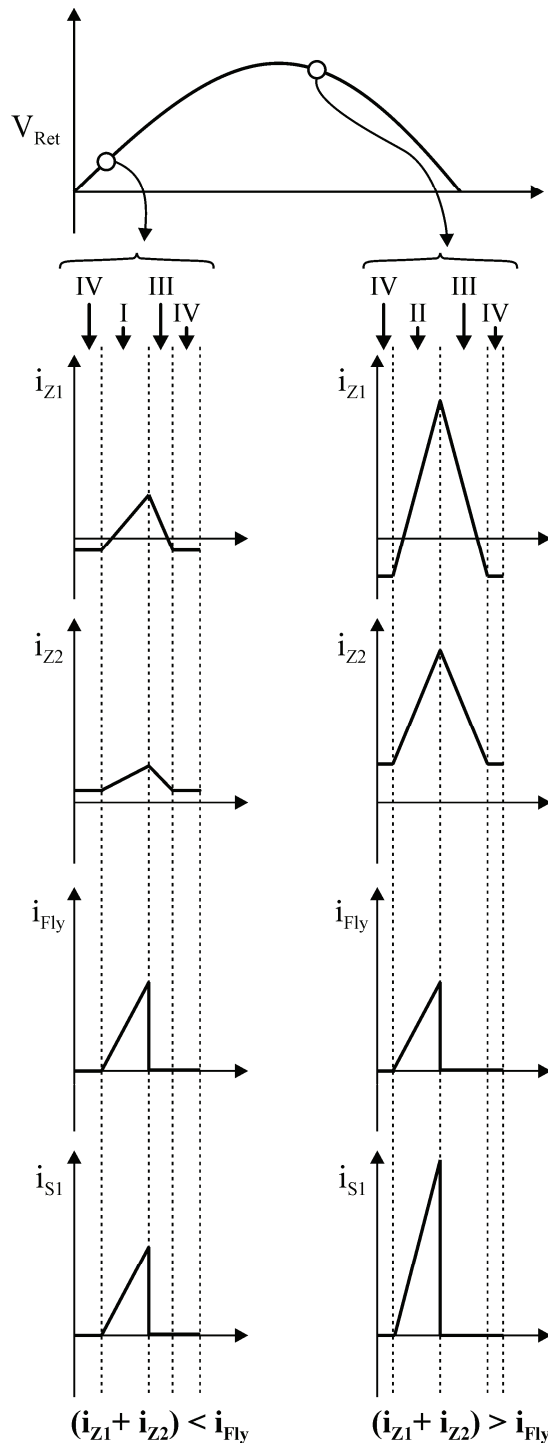 V_Ret
IV III IV III
I IV II IV
i_Z1 i_Z1
i_Z2 i_Z2
i_Fly i_Fly
i_S1 i_S1
(i_Z1+ i_Z2) < i_Fly (i_Z1+ i_Z2) > i_Fly